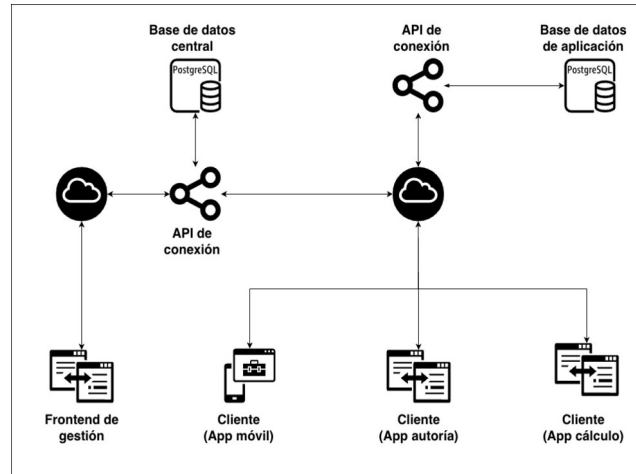 Base de datos
central
PostgreSQL
API de
conexión
Base de datos
de aplicación
PostgreSQL
API de
conexión
Frontend de
gestión
Cliente
(App móvil)
Cliente
(App autoría)
Cliente
(App cálculo)